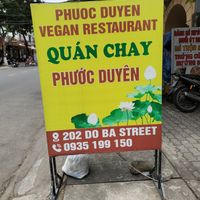 PHUOC DUYEN
VEGAN RESTAURANT
QUÁN CHAY
PHƯỚC DUYÊN
202 DO BA STREET
0935 199 150